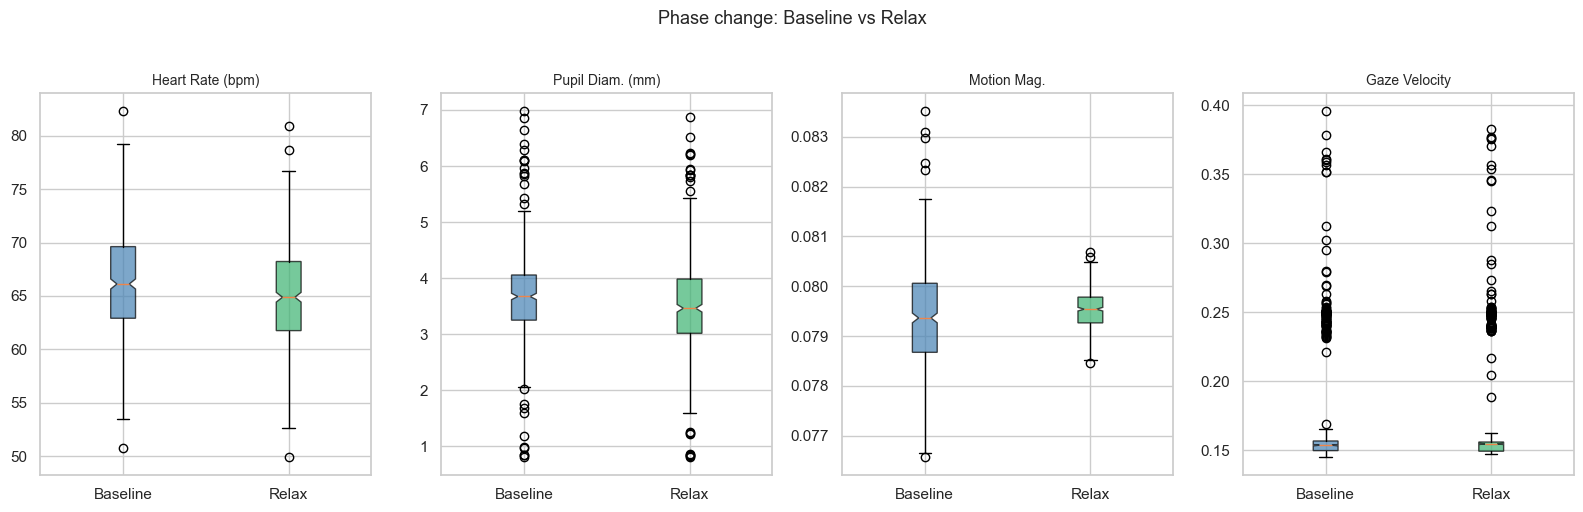 Phase change: Baseline vs Relax
Heart Rate (bpm)
80
75
70
65
60
55
50
Baseline
Relax
Pupil Diam. (mm)
7
6
5
4
3
2
1
Baseline
Relax
Motion Mag.
0.083
0.082
0.081
0.080
0.079
0.078
0.077
Baseline
Relax
Gaze Velocity
0.40
0.35
0.30
0.25
0.20
0.15
Baseline
Relax